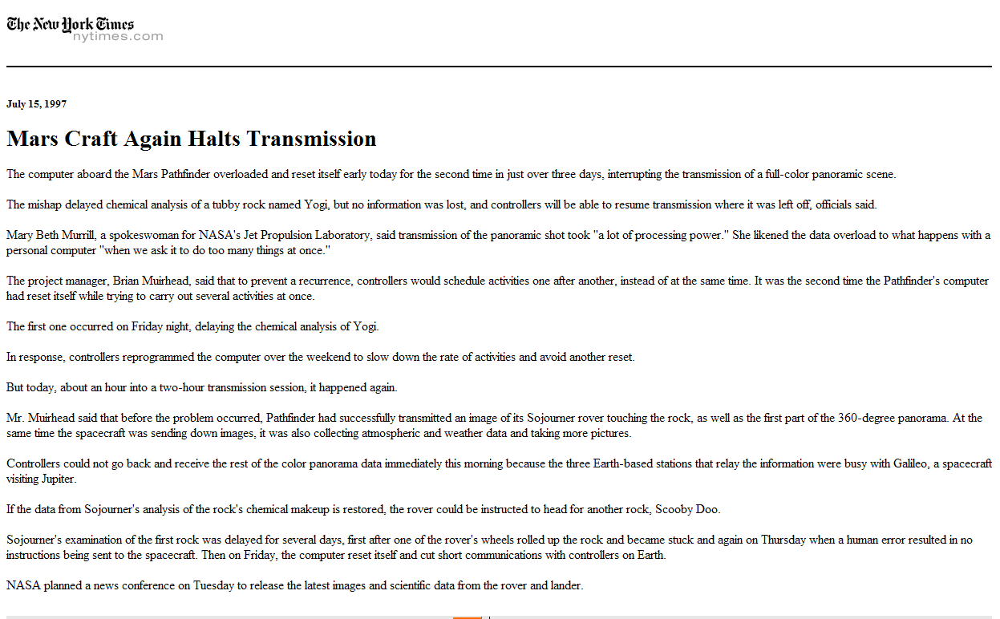 The New York Times
nytimes.com
July 15, 1997
Mars Craft Again Halts Transmission
The computer aboard the Mars Pathfinder overloaded and reset itself early today for the second time in just over three days, interrupting the transmission of a full-color panoramic scene.
The mishap delayed chemical analysis of a tubby rock named Yogi, but no information was lost, and controllers will be able to resume transmission where it was left off, officials said.
Mary Beth Murrill, a spokeswoman for NASA's Jet Propulsion Laboratory, said transmission of the panoramic shot took "a lot of processing power." She likened the data overload to what happens with a
personal computer "when we ask it to do too many things at once."
The project manager, Brian Muirhead, said that to prevent a recurrence, controllers would schedule activities one after another, instead of at the same time. It was the second time the Pathfinder's computer
had reset itself while trying to carry out several activities at once.
The first one occurred on Friday night, delaying the chemical analysis of Yogi.
In response, controllers reprogrammed the computer over the weekend to slow down the rate of activities and avoid another reset.
But today, about an hour into a two-hour transmission session, it happened again.
Mr. Muirhead said that before the problem occurred, Pathfinder had successfully transmitted an image of its Sojourner rover touching the rock, as well as the first part of the 360-degree panorama. At the
same time the spacecraft was sending down images, it was also collecting atmospheric and weather data and taking more pictures.
Controllers could not go back and receive the rest of the color panorama data immediately this morning because the three Earth-based stations that relay the information were busy with Galileo, a spacecraft
visiting Jupiter.
If the data from Sojourner's analysis of the rock's chemical makeup is restored, the rover could be instructed to head for another rock, Scooby Doo.
Sojourner's examination of the first rock was delayed for several days, first after one of the rover's wheels rolled up the rock and became stuck and again on Thursday when a human error resulted in no
instructions being sent to the spacecraft. Then on Friday, the computer reset itself and cut short communications with controllers on Earth.
NASA planned a news conference on Tuesday to release the latest images and scientific data from the rover and lander.